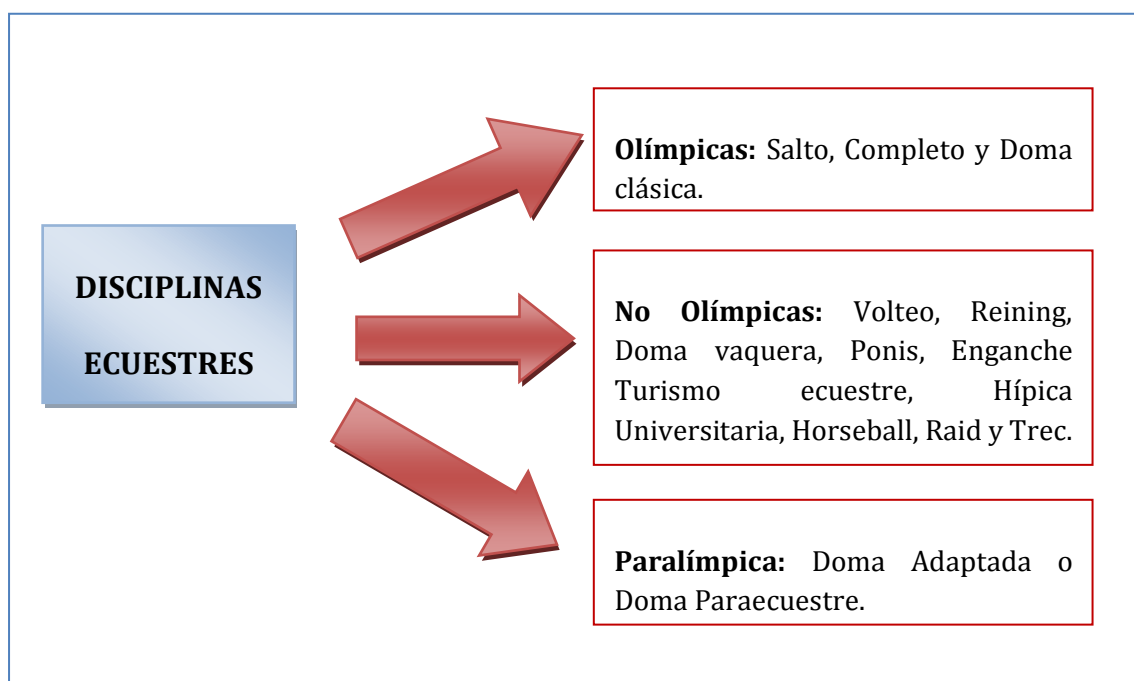 DISCIPLINAS
ECUESTRES
Olímpicas: Salto, Completo y Doma
clásica.
No Olímpicas: Volteo, Reining,
Doma vaquera, Ponis, Enganche
Turismo ecuestre, Hípica
Universitaria, Horseball, Raid y Trec.
Paralímpica: Doma Adaptada o
Doma Paraecuestre.